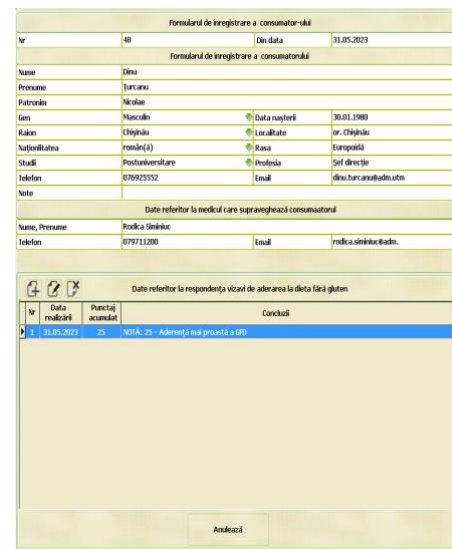 Formularul de inregistrare a consumator-ului
Nr 48 Din data 31.05.2023
Formularul de inregistrare a consumatorului
Nume Dinu
Prenume Țurcanu
Patronim Nicolae
Gen Masculin Data nașterii 30.01.1980
Raion Chișinău Localitate or. Chișinău
Naționlitatea român(ă) Rasa Europoidă
Studii Postuniversitare Profesia Șef direcție
Telefon 076925552 Email dinu.turcanu@adm.utm
Note
Date referitor la medicul care supraveghează consumaatorul
Nume, Prenume Rodica Siminiuc
Telefon 079711200 Email rodica.siminiuc@adm.
Date referitor la respondența vizavi de aderarea la dieta fără gluten
Nr Data realizării Punctaj acumulat Concluzii
1 31.05.2023 25 NOTĂ: 25 - Aderență mai proastă a GFD
Anulează